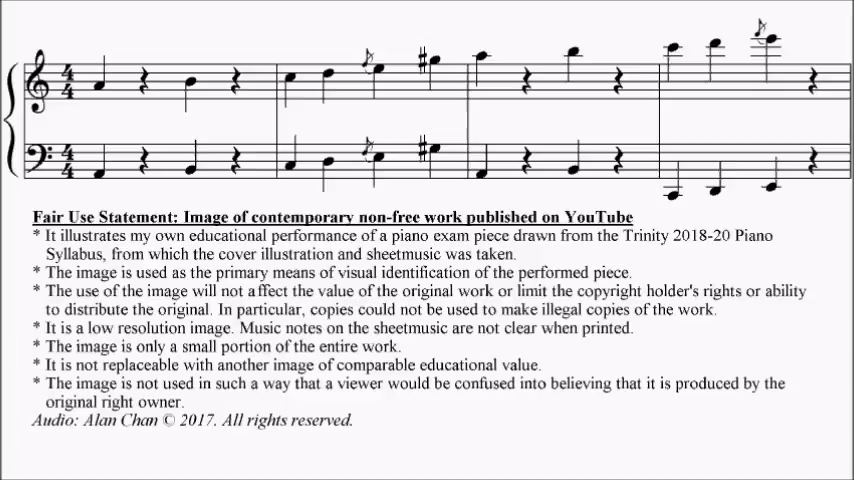 4
4
4
4
Fair Use Statement: Image of contemporary non-free work published on YouTube
* It illustrates my own educational performance of a piano exam piece drawn from the Trinity 2018-20 Piano
Syllabus, from which the cover illustration and sheetmusic was taken.
* The image is used as the primary means of visual identification of the performed piece.
* The use of the image will not affect the value of the original work or limit the copyright holder's rights or ability
to distribute the original. In particular, copies could not be used to make illegal copies of the work.
* It is a low resolution image. Music notes on the sheetmusic are not clear when printed.
* The image is only a small portion of the entire work.
* It is not replaceable with another image of comparable educational value.
* The image is not used in such a way that a viewer would be confused into believing that it is produced by the
original right owner.
Audio: Alan Chan © 2017. All rights reserved.